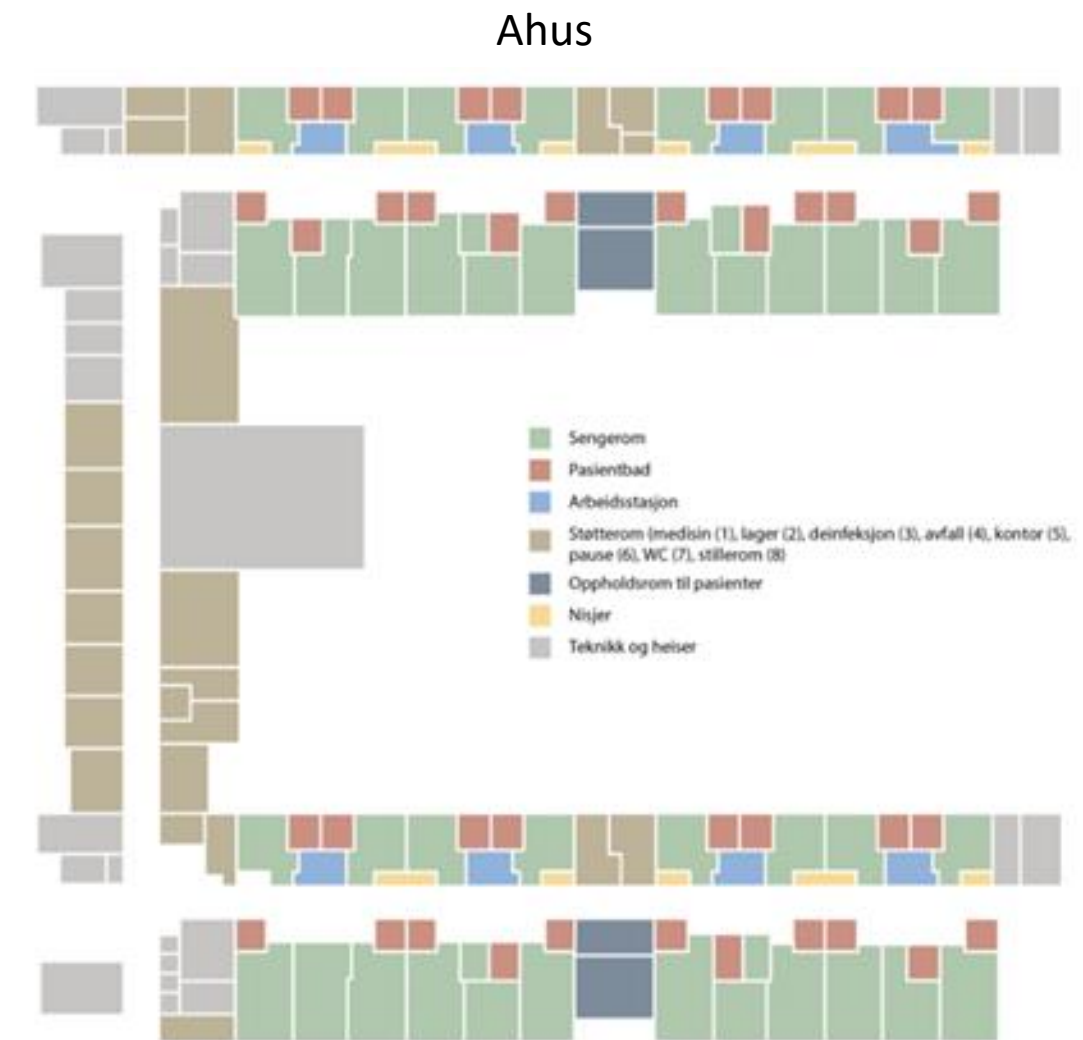 Ahus
Sengerom
Pasientbad
Arbeidsstasjon
Støtterom (medisin (1), lager (2), deinfeksjon (3), avfall (4), kontor (5),
pause (6), WC (7), stillerom (8)
Oppholdsrom til pasienter
Nisjer
Teknikk og heiser